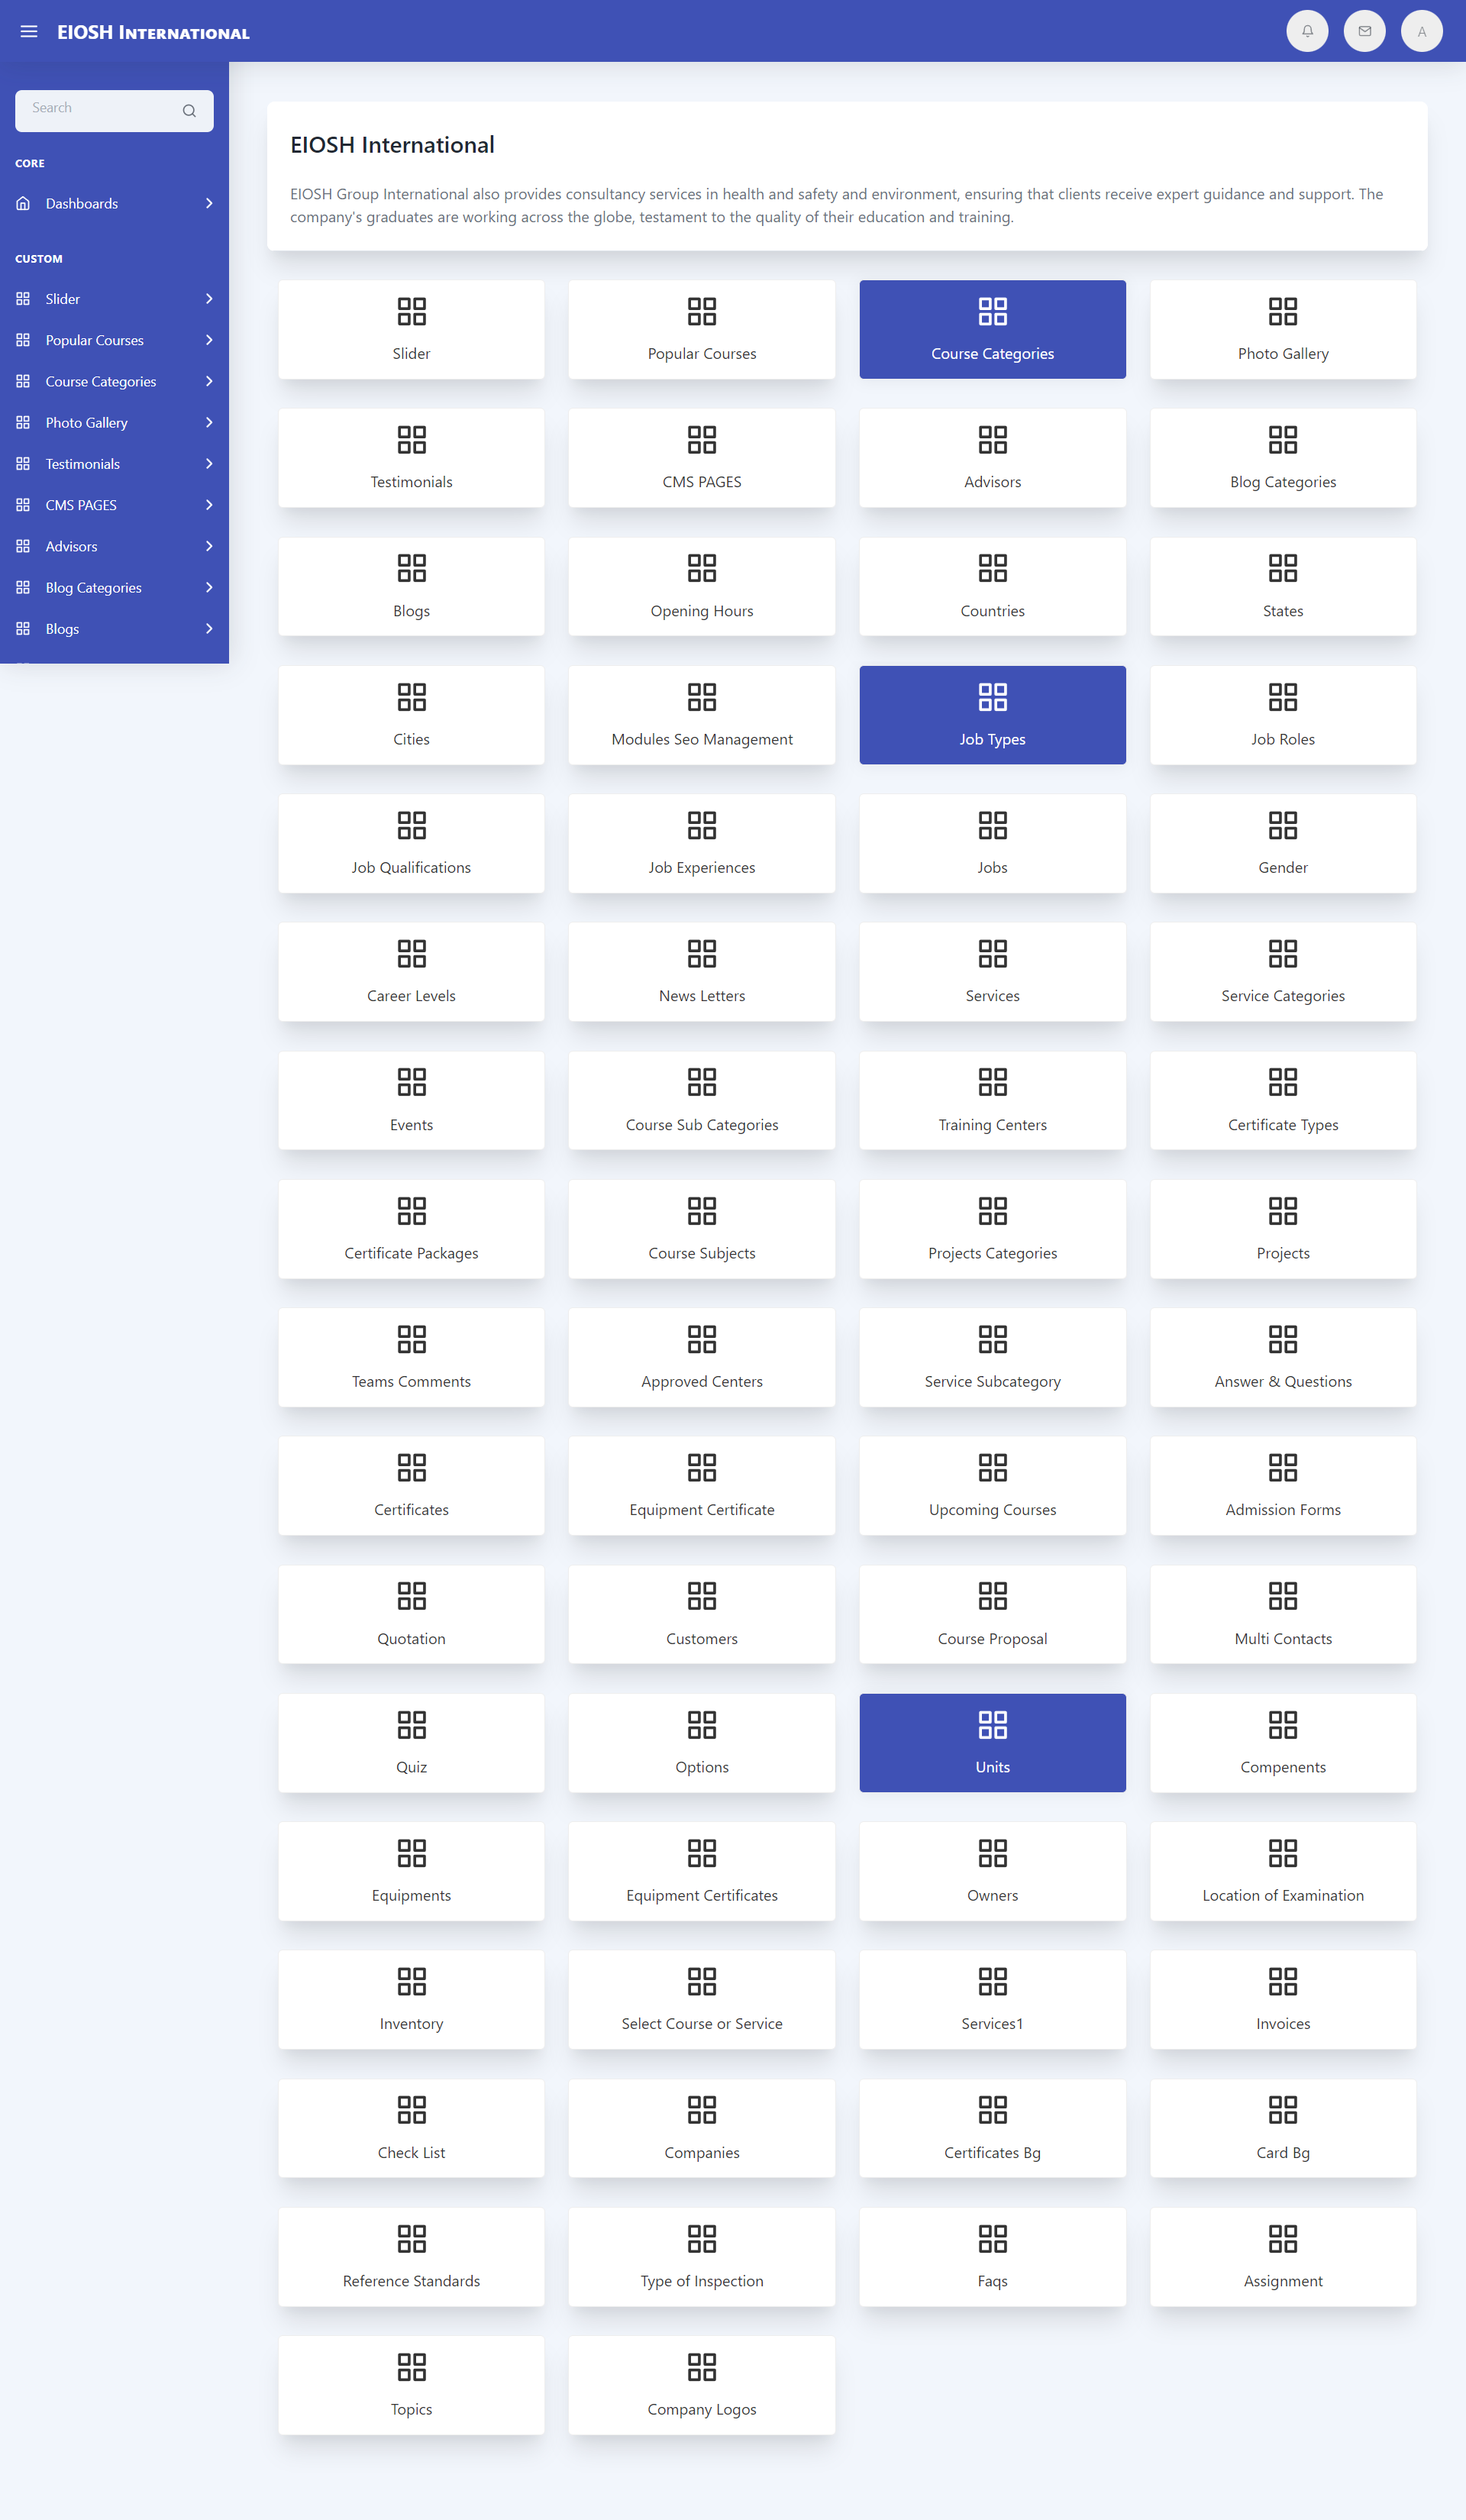 EIOSH International
A
Search
CORE
Dashboards
CUSTOM
Slider
Popular Courses
Course Categories
Photo Gallery
Testimonials
CMS PAGES
Advisors
Blog Categories
Blogs
EIOSH International
EIOSH Group International also provides consultancy services in health and safety and environment, ensuring that clients receive expert guidance and support. The
company's graduates are working across the globe, testament to the quality of their education and training.
Slider
Popular Courses
Course Categories
Photo Gallery
Testimonials
CMS PAGES
Advisors
Blog Categories
Blogs
Opening Hours
Countries
States
Cities
Modules Seo Management
Job Types
Job Roles
Job Qualifications
Job Experiences
Jobs
Gender
Career Levels
News Letters
Services
Service Categories
Events
Course Sub Categories
Training Centers
Certificate Types
Certificate Packages
Course Subjects
Projects Categories
Projects
Teams Comments
Approved Centers
Service Subcategory
Answer & Questions
Certificates
Equipment Certificate
Upcoming Courses
Admission Forms
Quotation
Customers
Course Proposal
Multi Contacts
Quiz
Options
Units
Compenents
Equipments
Equipment Certificates
Owners
Location of Examination
Inventory
Select Course or Service
Services1
Invoices
Check List
Companies
Certificates Bg
Card Bg
Reference Standards
Type of Inspection
Faqs
Assignment
Topics
Company Logos